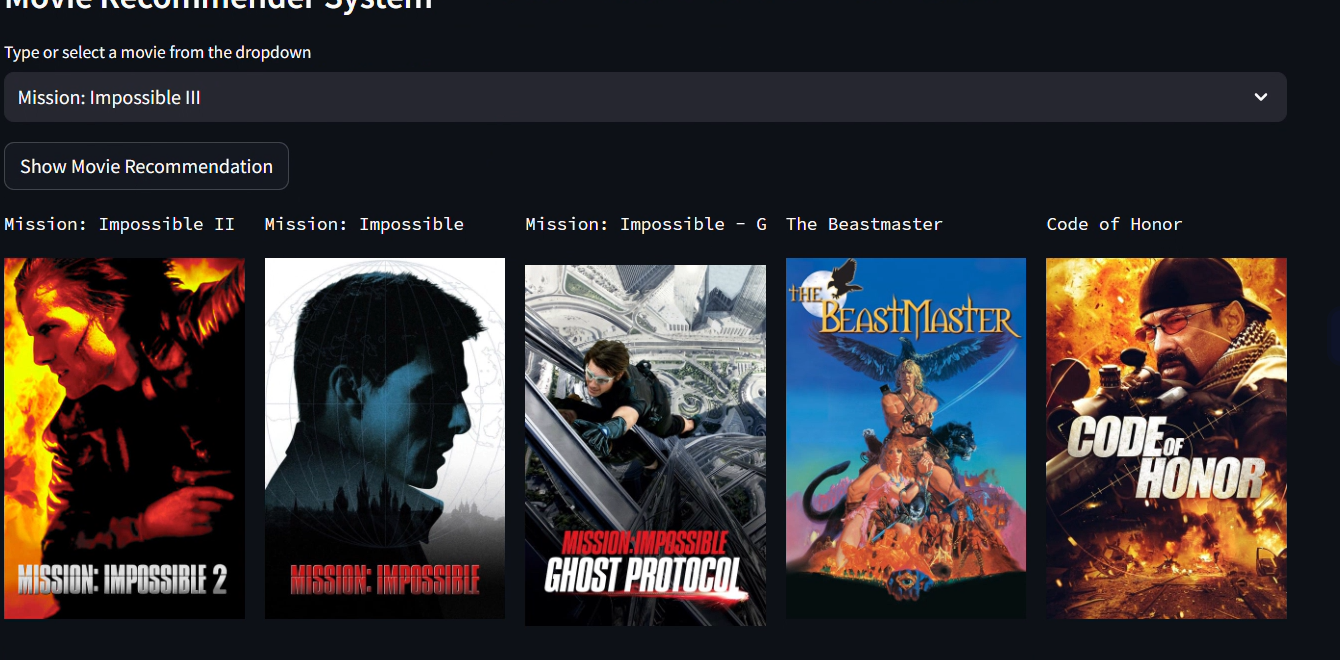 Movie Recommender System
Type or select a movie from the dropdown
Mission: Impossible III
Show Movie Recommendation
Mission: Impossible II
Mission: Impossible
Mission: Impossible - G
The Beastmaster
Code of Honor
MISSION: IMPOSSIBLE 2
MISSION: IMPOSSIBLE
MISSION: IMPOSSIBLE
GHOST PROTOCOL
THE
BEASTMASTER
CODE OF
HONOR